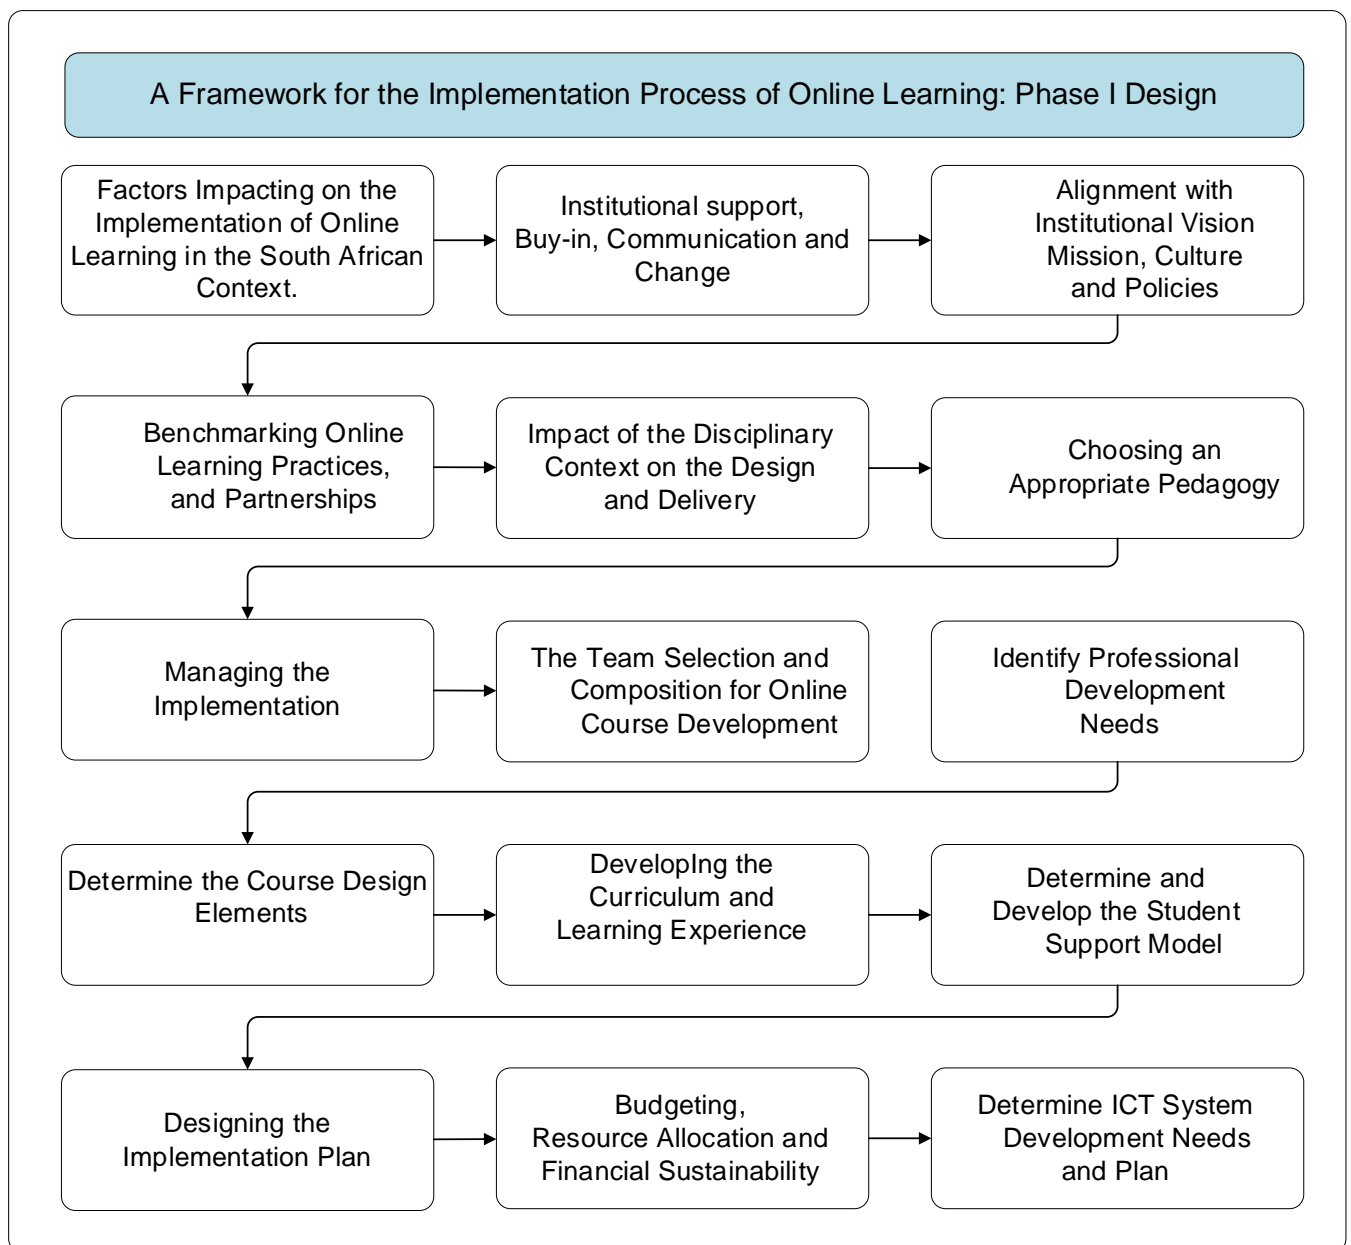 A Framework for the Implementation Process of Online Learning: Phase I Design
Factors Impacting on the
Implementation of Online
Learning in the South African
Context.
Institutional support,
Buy-in, Communication and
Change
Alignment with
Institutional Vision
Mission, Culture
and Policies
Benchmarking Online
Learning Practices,
and Partnerships
Impact of the Disciplinary
Context on the Design
and Delivery
Choosing an
Appropriate Pedagogy
Managing the
Implementation
The Team Selection and
Composition for Online
Course Development
Identify Professional
Development
Needs
Determine the Course Design
Elements
DevelopIng the
Curriculum and
Learning Experience
Determine and
Develop the Student
Support Model
Designing the
Implementation Plan
Budgeting,
Resource Allocation and
Financial Sustainability
Determine ICT System
Development Needs
and Plan